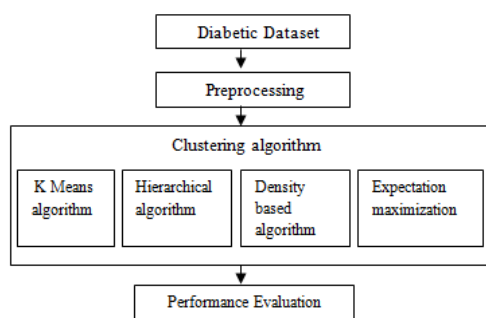 Diabetic Dataset
Preprocessing
Clustering algorithm
K Means
algorithm
Hierarchical
algorithm
Density
based
algorithm
Expectation
maximization
Performance Evaluation